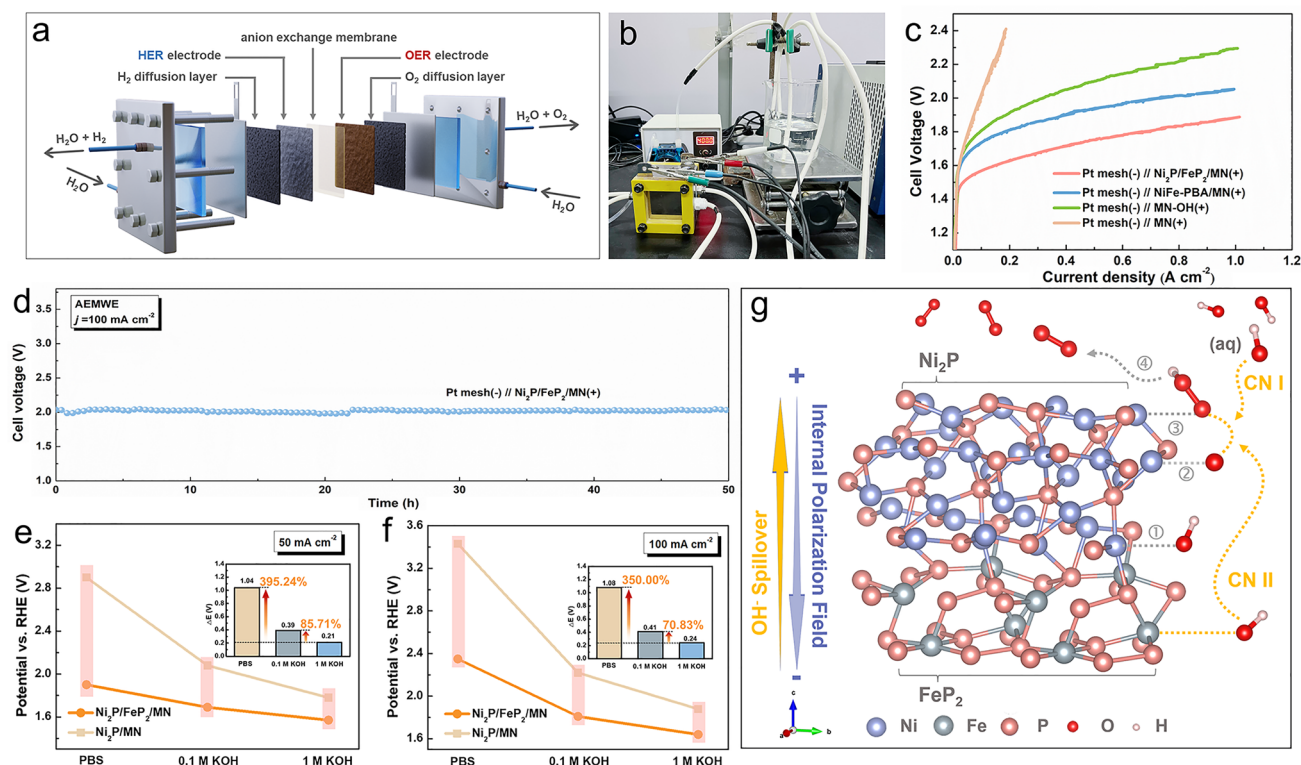 a
anion exchange membrane
HER electrode
OER electrode
H₂ diffusion layer
O₂ diffusion layer
H₂O + H₂
H₂O
H₂O + O₂
H₂O
b
c
Cell Voltage (V)
2.4
2.2
2.0
1.8
1.6
1.4
1.2
Pt mesh(-) // Ni₂P/FeP₂/MN(+)
Pt mesh(-) // NiFe-PBA/MN(+)
Pt mesh(-) // MN-OH(+)
Pt mesh(-) // MN(+)
0.0 0.2 0.4 0.6 0.8 1.0 1.2
Current density (A cm⁻²)
d
AEMWE
j =100 mA cm⁻²
Cell voltage (V)
3.5
3.0
2.5
2.0
1.5
1.0
Pt mesh(-) // Ni₂P/FeP₂/MN(+)
0 10 20 30 40 50
Time (h)
e
50 mA cm⁻²
Potential vs. RHE (V)
3.2
2.8
2.4
2.0
1.6
ΔE (V)
1.2
1.0
0.8
0.6
0.4
0.2
0.0
1.04
395.24%
0.39
85.71%
0.21
PBS 0.1 M KOH 1 M KOH
Ni₂P/FeP₂/MN
Ni₂P/MN
PBS 0.1 M KOH 1 M KOH
f
100 mA cm⁻²
Potential vs. RHE (V)
3.6
3.2
2.8
2.4
2.0
1.6
ΔE (V)
1.2
1.0
0.8
0.6
0.4
0.2
0.0
1.08
350.00%
0.41
70.83%
0.24
PBS 0.1 M KOH 1 M KOH
Ni₂P/FeP₂/MN
Ni₂P/MN
PBS 0.1 M KOH 1 M KOH
g
Ni₂P
(aq)
④
CN I
+
③
②
OH⁻ Spillover
Internal Polarization Field
①
CN II
-
FeP₂
c
a
b
Ni Fe P O H